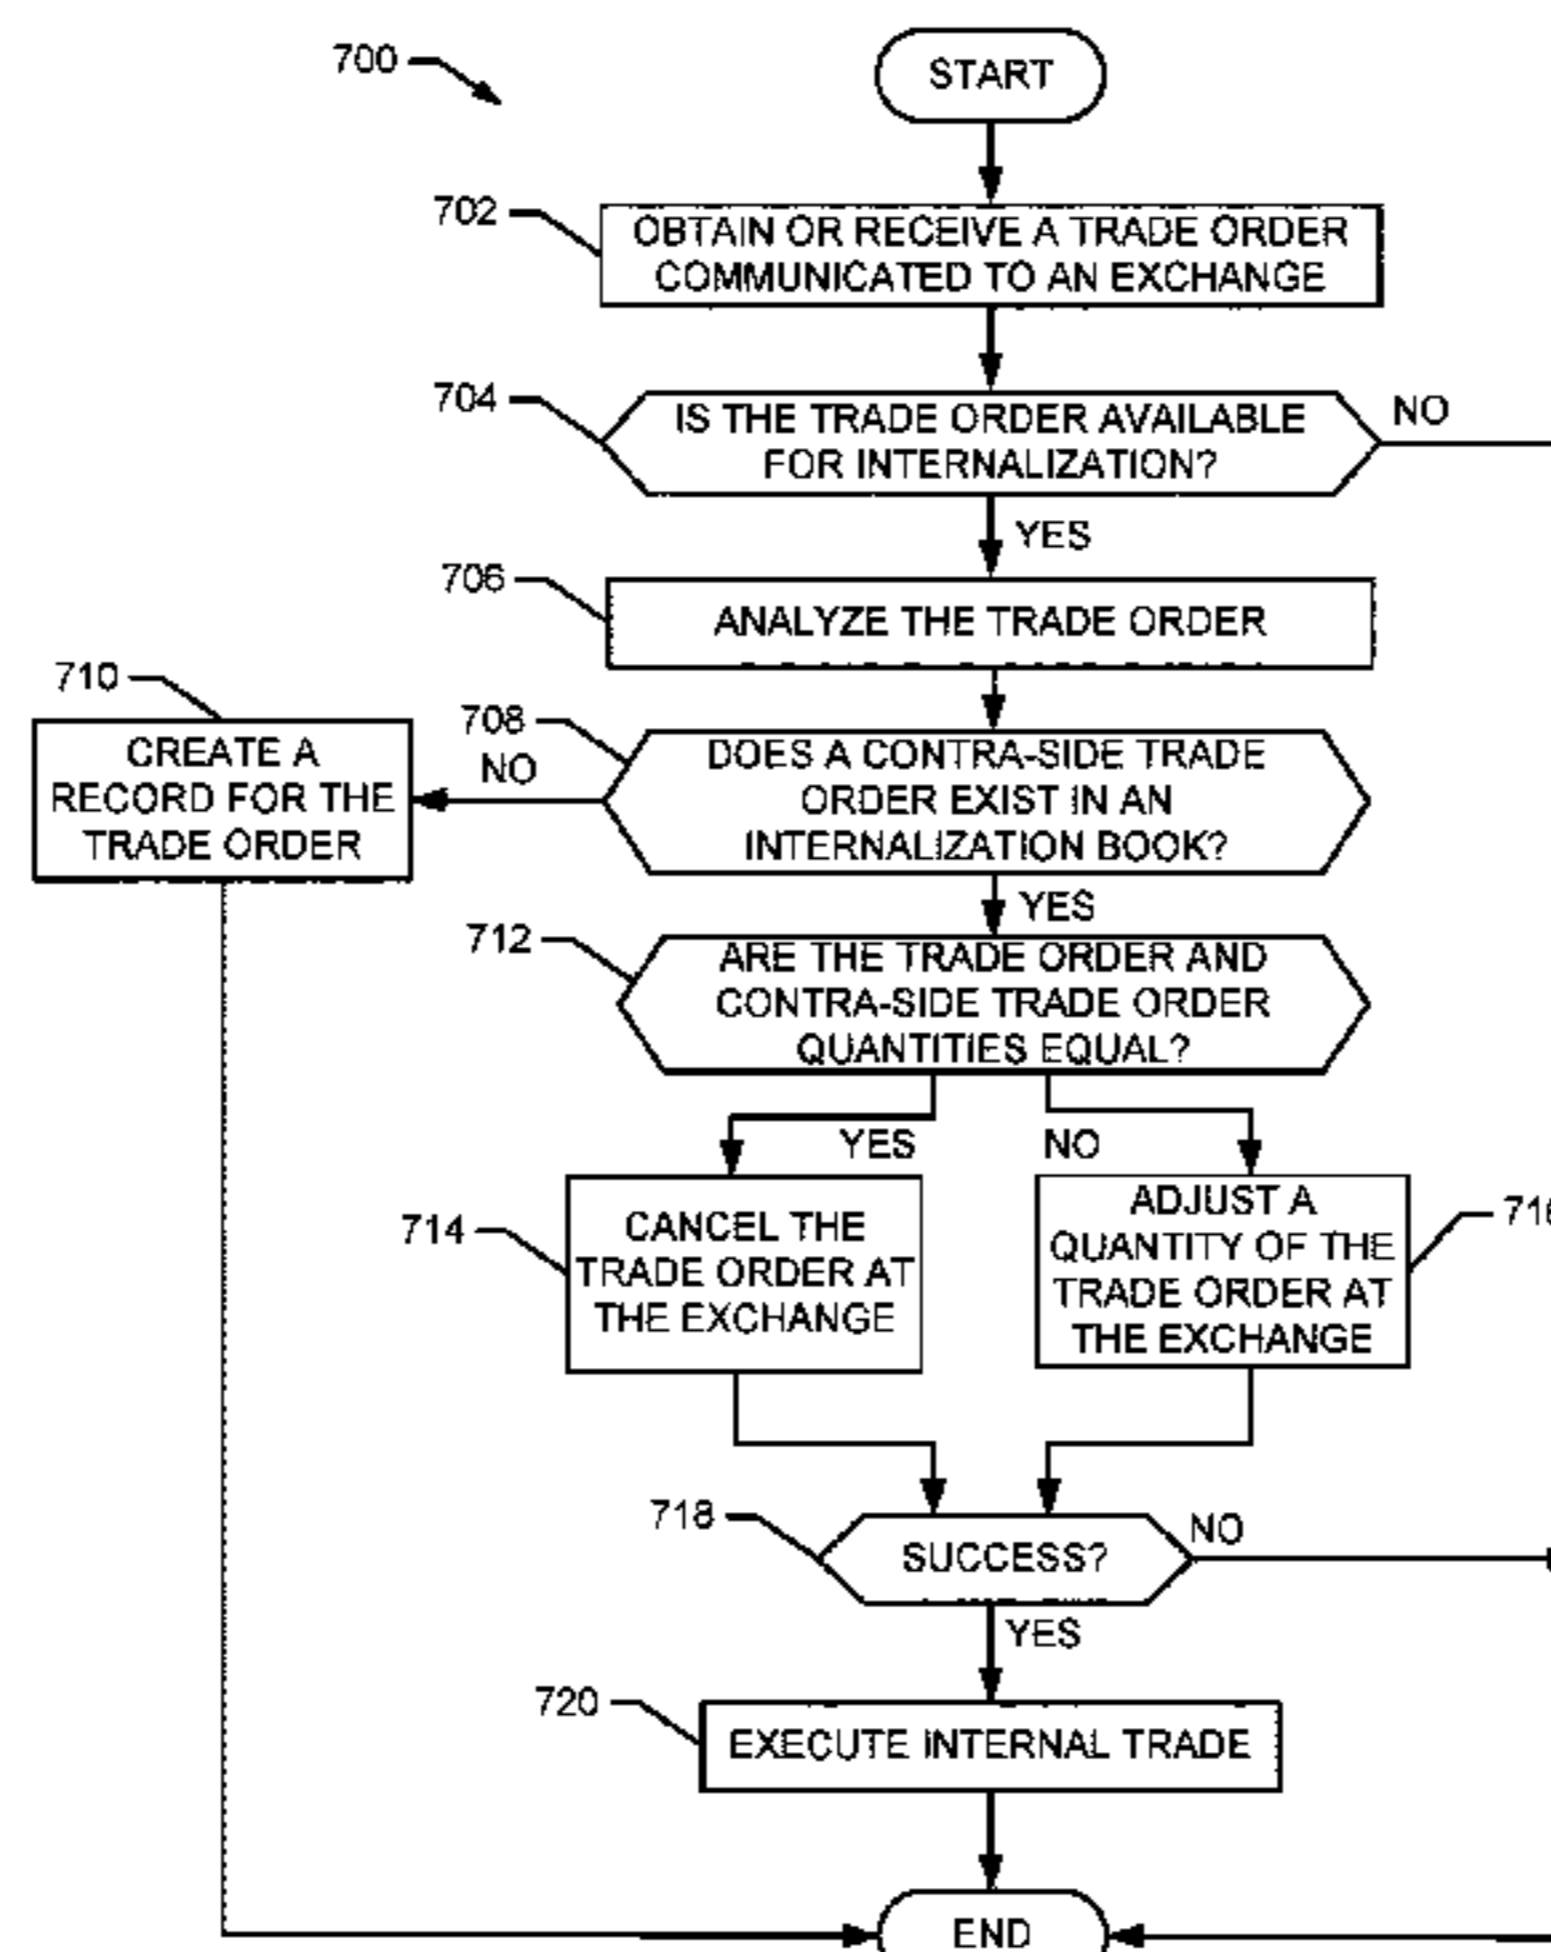 700
START
702
OBTAIN OR RECEIVE A TRADE ORDER
COMMUNICATED TO AN EXCHANGE
704
IS THE TRADE ORDER AVAILABLE
FOR INTERNALIZATION?
NO
YES
706
ANALYZE THE TRADE ORDER
710
CREATE A
RECORD FOR THE
TRADE ORDER
NO
708
DOES A CONTRA-SIDE TRADE
ORDER EXIST IN AN
INTERNALIZATION BOOK?
YES
712
ARE THE TRADE ORDER AND
CONTRA-SIDE TRADE ORDER
QUANTITIES EQUAL?
YES
NO
714
CANCEL THE
TRADE ORDER AT
THE EXCHANGE
ADJUST A
QUANTITY OF THE
TRADE ORDER AT
THE EXCHANGE
718
SUCCESS?
NO
YES
720
EXECUTE INTERNAL TRADE
END